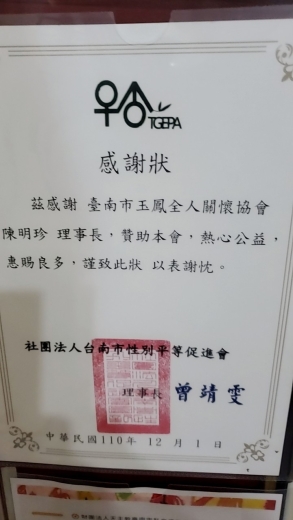 TGEPA
感謝狀
茲感謝 臺南市玉鳳全人關懷協會
陳明珍 理事長，贊助本會，熱心公益，
惠賜良多，謹致此狀 以表謝忱。
社團法人台南市性別平等促進會
理事長 曾靖雯
中華民國110年 12 月 1 日